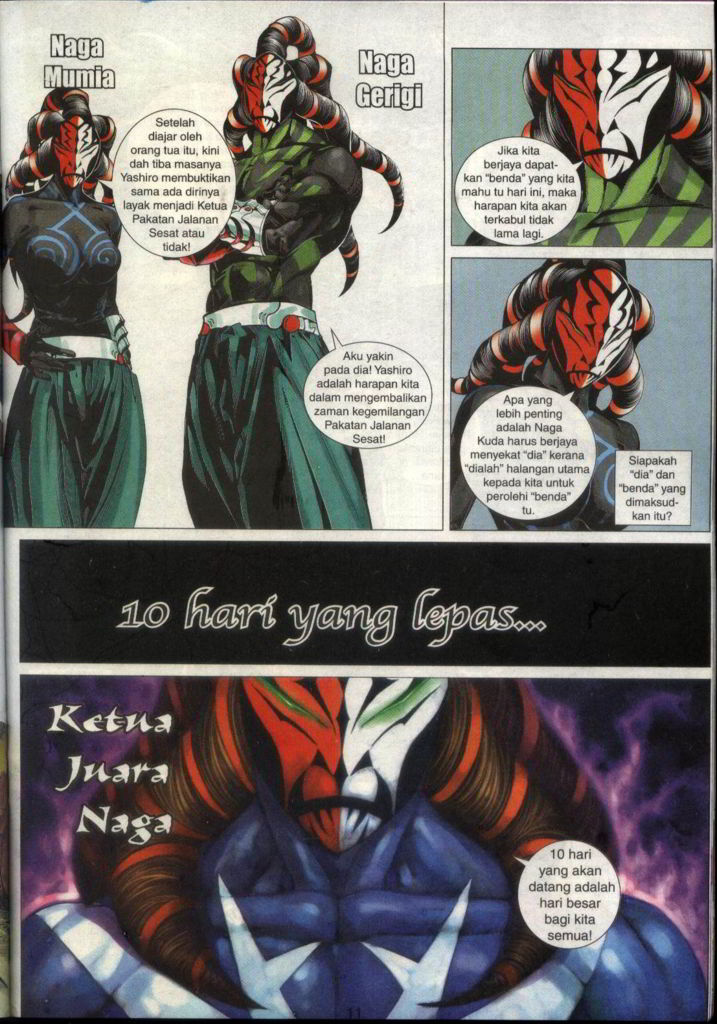 Naga
Mumia
Setelah
diajar oleh
orang tua itu, kini
dah tiba masanya
Yashiro membuktikan
sama ada dirinya
layak menjadi Ketua
Pakatan Jalanan
Sesat atau
tidak!
Naga
Gerigi
Aku yakin
pada dia! Yashiro
adalah harapan kita
dalam mengembalikan
zaman kegemilangan
Pakatan Jalanan
Sesat!
Jika kita
berjaya dapat-
kan "benda" yang kita
mahu tu hari ini, maka
harapan kita akan
terkabul tidak
lama lagi.
Apa yang
lebih penting
adalah Naga
Kuda harus berjaya
menyekat "dia" kerana
"dialah" halangan utama
kepada kita untuk
perolehi "benda"
tu.
Siapakah
"dia" dan
"benda" yang
dimaksud-
kan itu?
10 hari yang lepas...
Ketua
Juara
Naga
10 hari
yang akan
datang adalah
hari besar
bagi kita
semua!
11